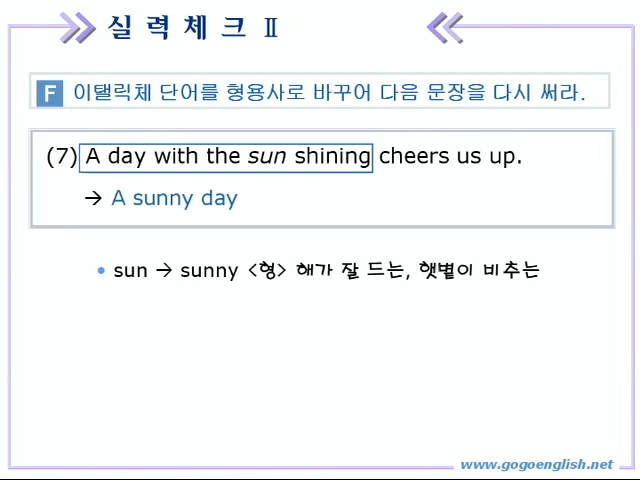 실 력 체 크 Ⅱ
F 이탤릭체 단어를 형용사로 바꾸어 다음 문장을 다시 써라.
(7) A day with the sun shining cheers us up.
→ A sunny day
• sun → sunny <형> 해가 잘 드는, 햇볕이 비추는
www.gogoenglish.net